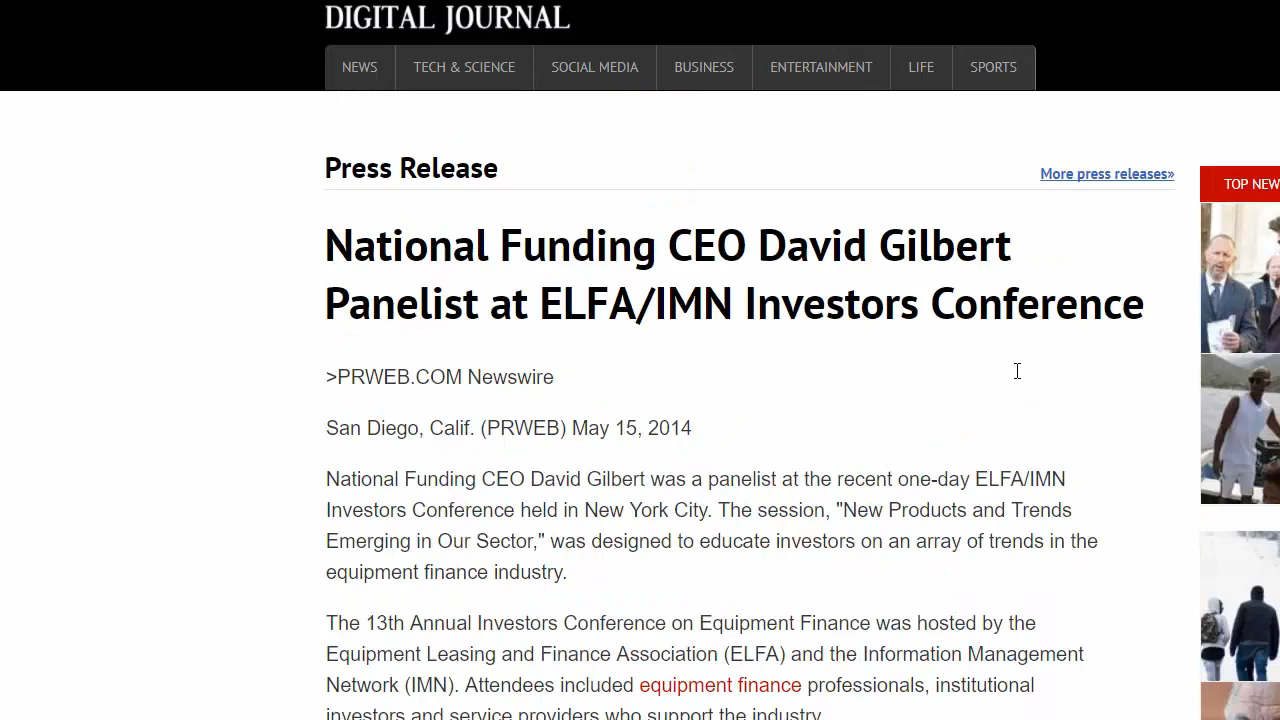 DIGITAL JOURNAL
NEWS TECH & SCIENCE SOCIAL MEDIA BUSINESS ENTERTAINMENT LIFE SPORTS
Press Release
More press releases»
TOP NEW
National Funding CEO David Gilbert
Panelist at ELFA/IMN Investors Conference
>PRWEB.COM Newswire
San Diego, Calif. (PRWEB) May 15, 2014
National Funding CEO David Gilbert was a panelist at the recent one-day ELFA/IMN
Investors Conference held in New York City. The session, "New Products and Trends
Emerging in Our Sector," was designed to educate investors on an array of trends in the
equipment finance industry.
The 13th Annual Investors Conference on Equipment Finance was hosted by the
Equipment Leasing and Finance Association (ELFA) and the Information Management
Network (IMN). Attendees included equipment finance professionals, institutional
investors and service providers who support the industry.